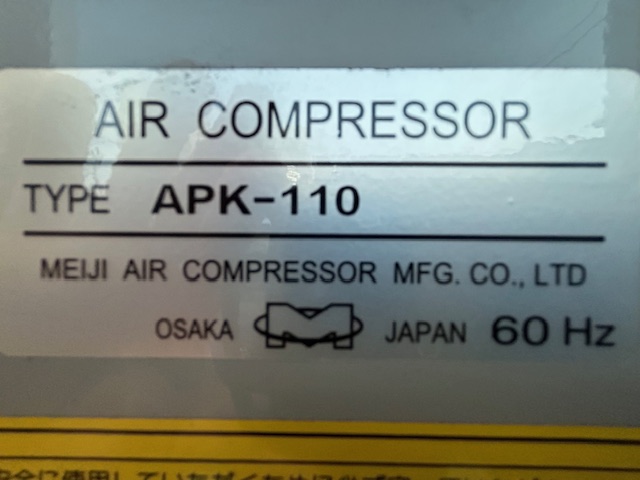 AIR COMPRESSOR
TYPE APK-110
MEIJI AIR COMPRESSOR MFG. CO., LTD
OSAKA JAPAN 60 Hz